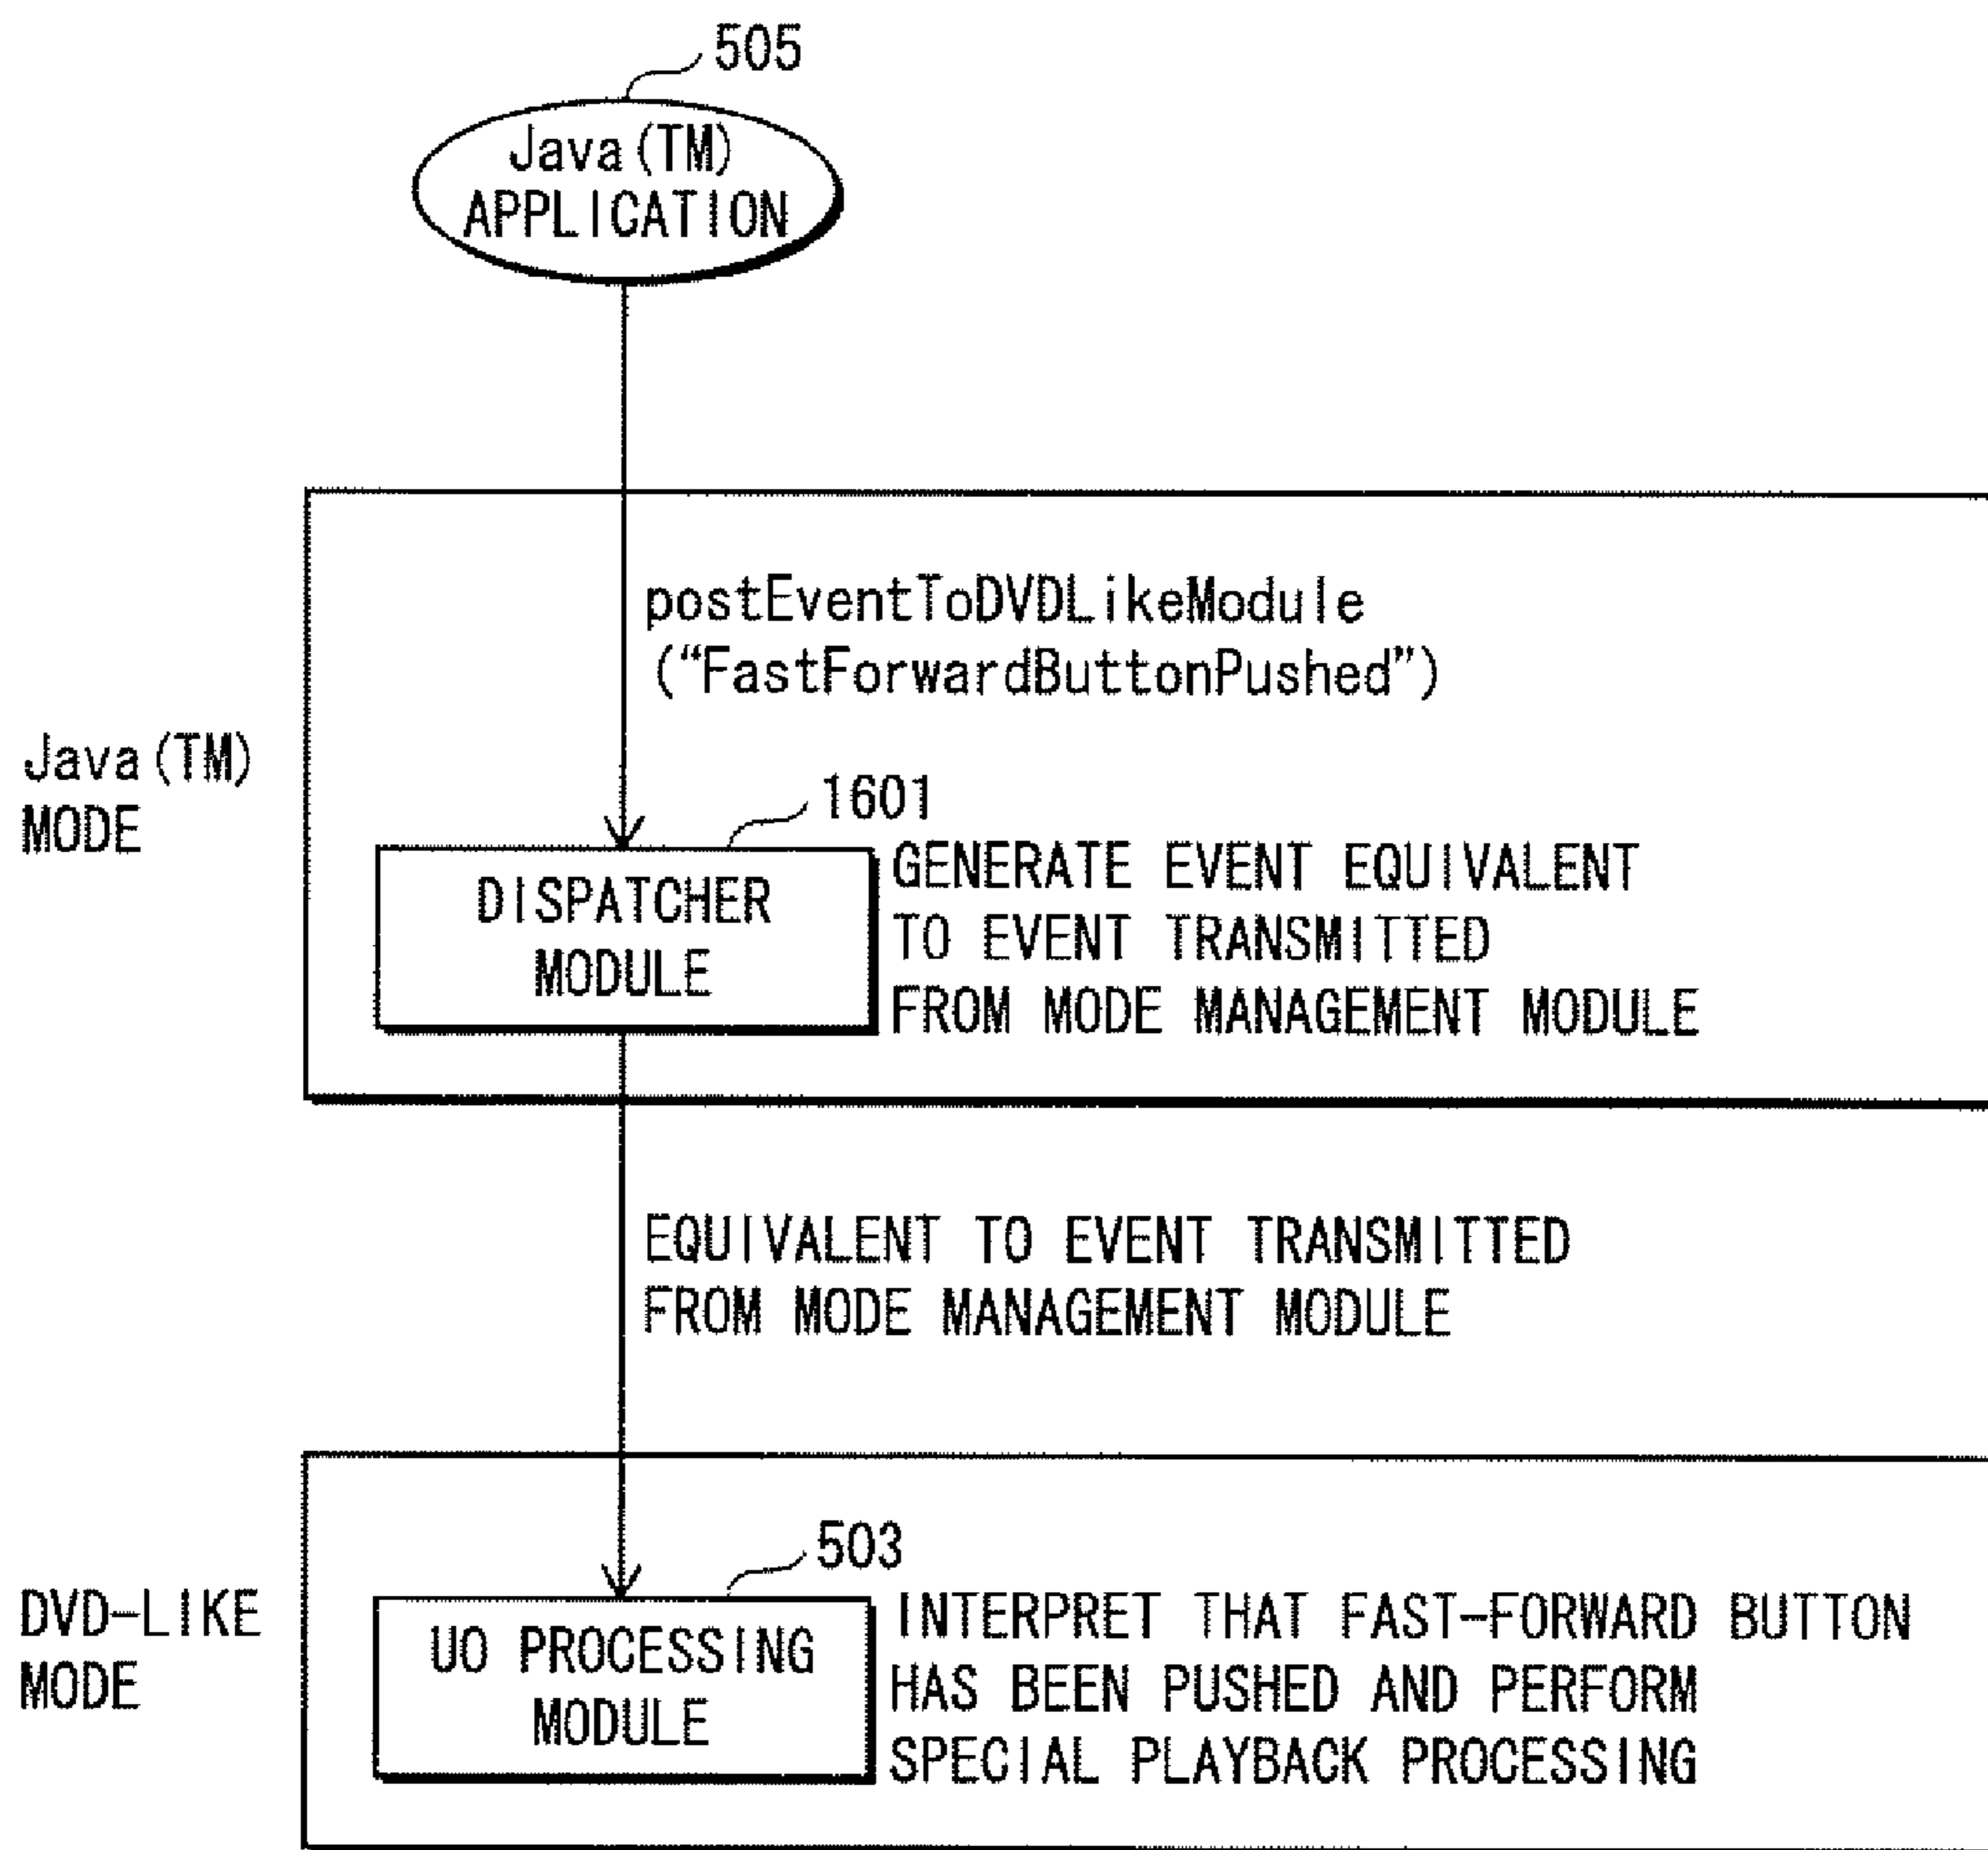 505
Java(TM)
APPLICATION
postEventToDVDLikeModule
(“FastForwardButtonPushed”)
Java(TM)
MODE
1601
DISPATCHER
MODULE
GENERATE EVENT EQUIVALENT
TO EVENT TRANSMITTED
FROM MODE MANAGEMENT MODULE
EQUIVALENT TO EVENT TRANSMITTED
FROM MODE MANAGEMENT MODULE
DVD-LIKE
MODE
503
UO PROCESSING
MODULE
INTERPRET THAT FAST-FORWARD BUTTON
HAS BEEN PUSHED AND PERFORM
SPECIAL PLAYBACK PROCESSING